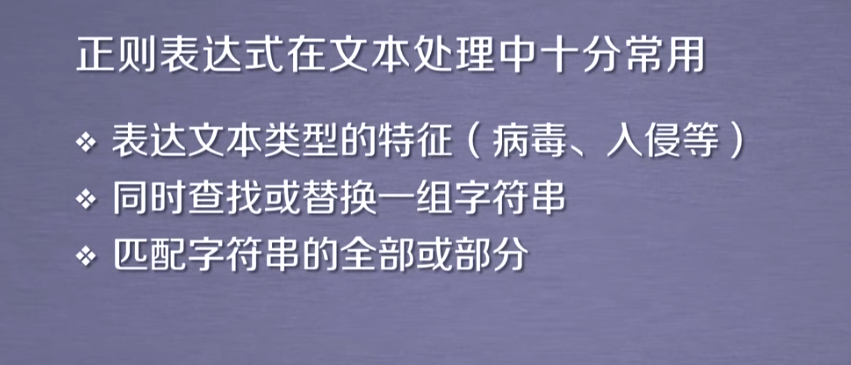 正则表达式在文本处理中十分常用
❖ 表达文本类型的特征（病毒、入侵等）
❖ 同时查找或替换一组字符串
❖ 匹配字符串的全部或部分